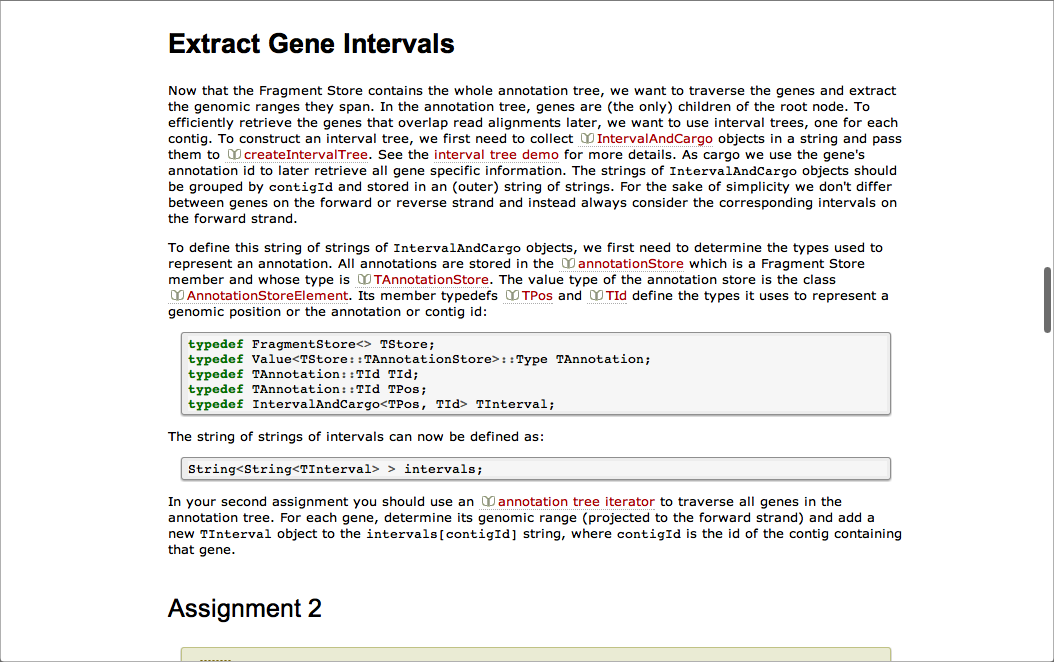 Extract Gene Intervals
Now that the Fragment Store contains the whole annotation tree, we want to traverse the genes and extract
the genomic ranges they span. In the annotation tree, genes are (the only) children of the root node. To
efficiently retrieve the genes that overlap read alignments later, we want to use interval trees, one for each
contig. To construct an interval tree, we first need to collect IntervalAndCargo objects in a string and pass
them to createIntervalTree. See the interval tree demo for more details. As cargo we use the gene's
annotation id to later retrieve all gene specific information. The strings of IntervalAndCargo objects should
be grouped by contigId and stored in an (outer) string of strings. For the sake of simplicity we don't differ
between genes on the forward or reverse strand and instead always consider the corresponding intervals on
the forward strand.
To define this string of strings of IntervalAndCargo objects, we first need to determine the types used to
represent an annotation. All annotations are stored in the annotationStore which is a Fragment Store
member and whose type is TAnnotationStore. The value type of the annotation store is the class
AnnotationStoreElement. Its member typedefs TPos and TId define the types it uses to represent a
genomic position or the annotation or contig id:
typedef FragmentStore<> TStore;
typedef Value<TStore::TAnnotationStore>::Type TAnnotation;
typedef TAnnotation::TId TId;
typedef TAnnotation::TId TPos;
typedef IntervalAndCargo<TPos, TId> TInterval;
The string of strings of intervals can now be defined as:
String<String<TInterval> > intervals;
In your second assignment you should use an annotation tree iterator to traverse all genes in the
annotation tree. For each gene, determine its genomic range (projected to the forward strand) and add a
new TInterval object to the intervals[contigId] string, where contigId is the id of the contig containing
that gene.
Assignment 2